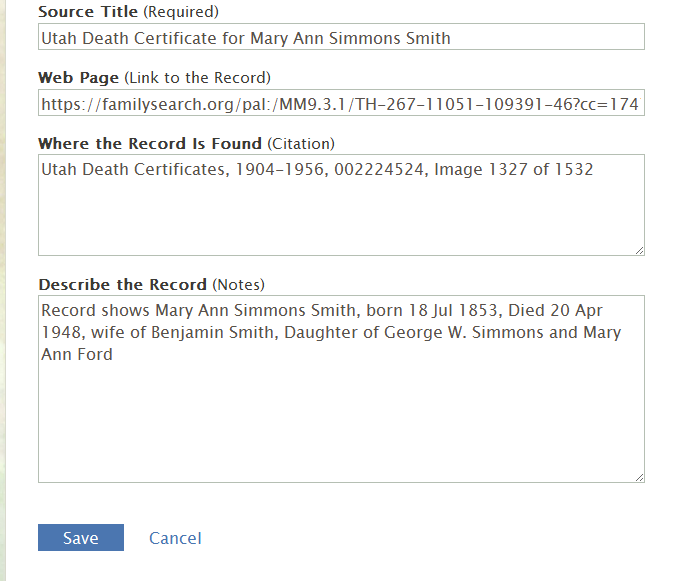 Source Title (Required)
Utah Death Certificate for Mary Ann Simmons Smith
Web Page (Link to the Record)
https://familysearch.org/pal:/MM9.3.1/TH-267-11051-109391-46?cc=174
Where the Record Is Found (Citation)
Utah Death Certificates, 1904-1956, 002224524, Image 1327 of 1532
Describe the Record (Notes)
Record shows Mary Ann Simmons Smith, born 18 Jul 1853, Died 20 Apr
1948, wife of Benjamin Smith, Daughter of George W. Simmons and Mary
Ann Ford
Save Cancel